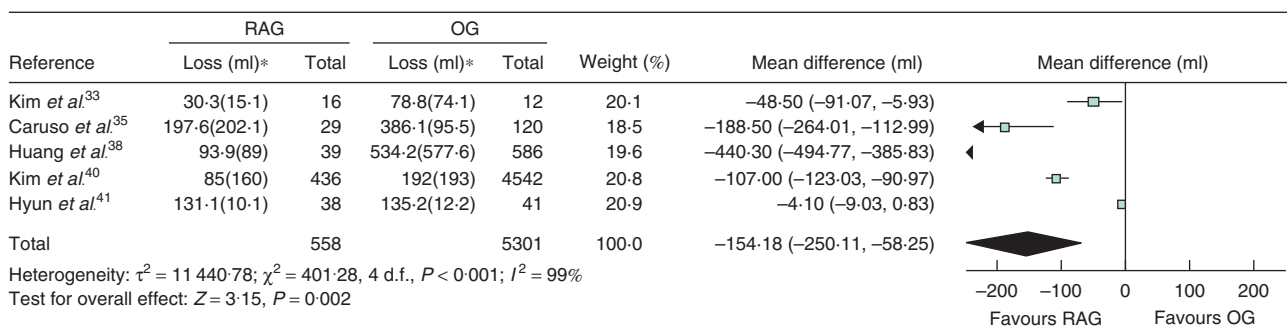 RAG OG
Reference Loss (ml)* Total Loss (ml)* Total Weight (%) Mean difference (ml) Mean difference (ml)
Kim et al.33 30·3(15·1) 16 78·8(74·1) 12 20·1 −48·50 (−91·07, −5·93)
Caruso et al.35 197·6(202·1) 29 386·1(95·5) 120 18·5 −188·50 (−264·01, −112·99)
Huang et al.38 93·9(89) 39 534·2(577·6) 586 19·6 −440·30 (−494·77, −385·83)
Kim et al.40 85(160) 436 192(193) 4542 20·8 −107·00 (−123·03, −90·97)
Hyun et al.41 131·1(10·1) 38 135·2(12·2) 41 20·9 −4·10 (−9·03, 0·83)
Total 558 5301 100·0 −154·18 (−250·11, −58·25)
Heterogeneity: τ² = 11 440·78; χ² = 401·28, 4 d.f., P < 0·001; I² = 99%
Test for overall effect: Z = 3·15, P = 0·002
−200 −100 0 100 200
Favours RAG Favours OG